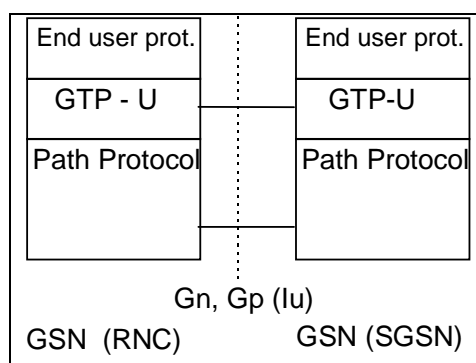 End user prot.
End user prot.
GTP - U
GTP-U
Path Protocol
Path Protocol
Gn, Gp (Iu)
GSN (RNC)
GSN (SGSN)